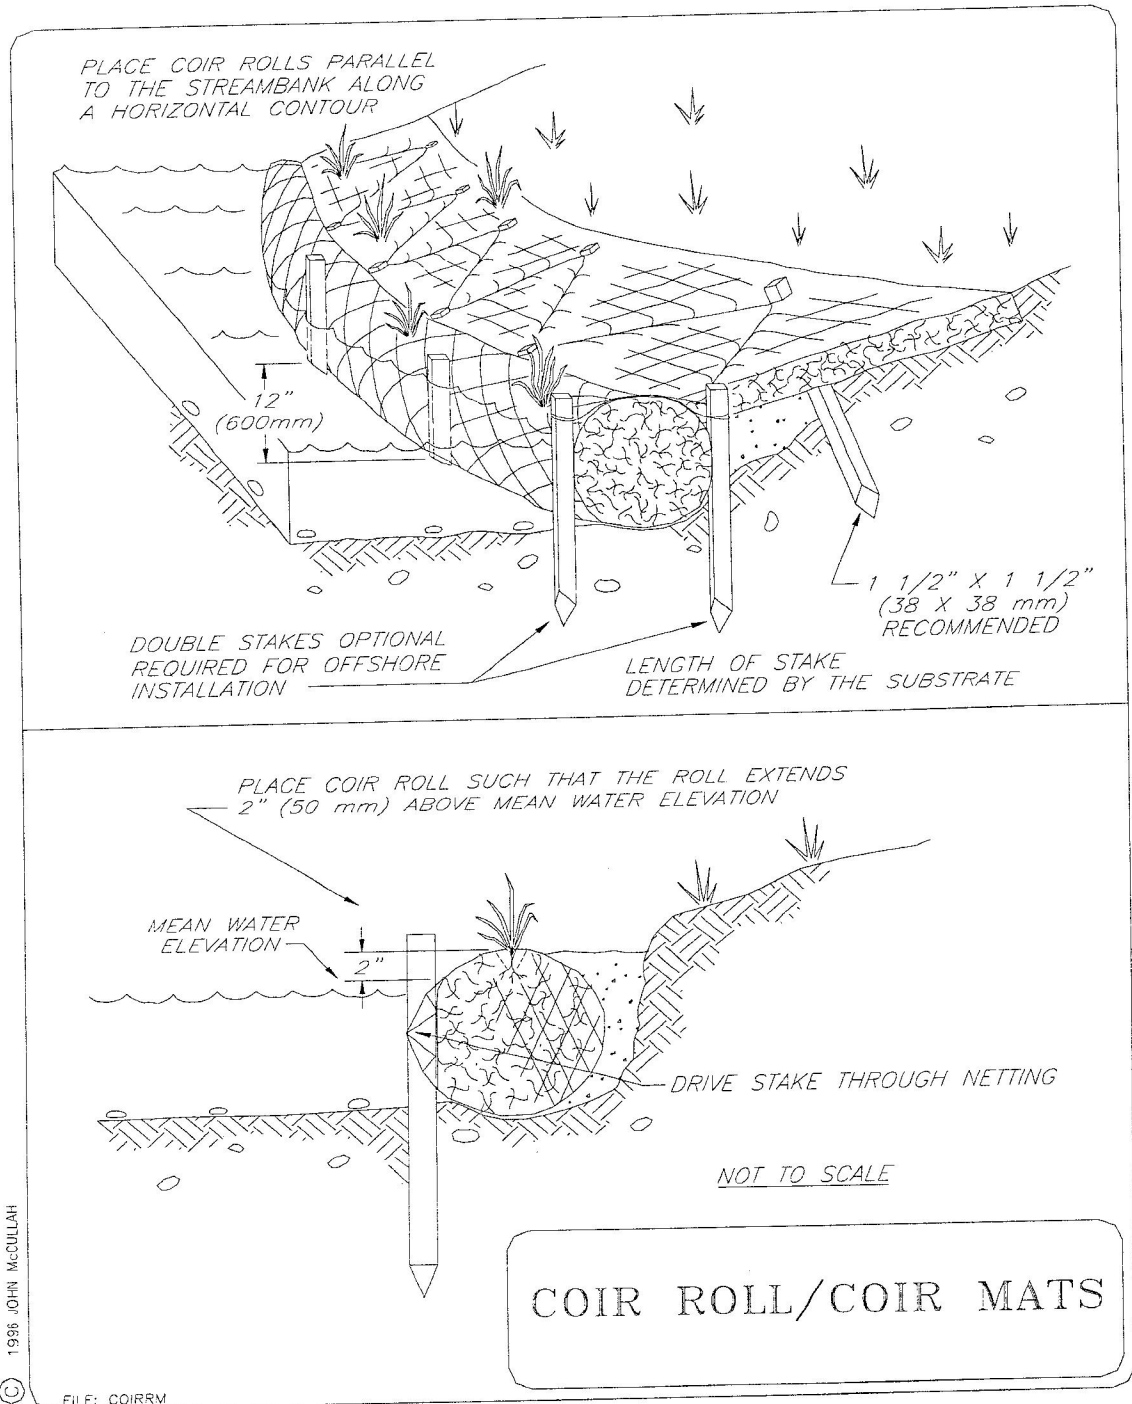 PLACE COIR ROLLS PARALLEL
TO THE STREAMBANK ALONG
A HORIZONTAL CONTOUR
12"
(600mm)
1 1/2" X 1 1/2"
(38 X 38 mm)
RECOMMENDED
DOUBLE STAKES OPTIONAL
REQUIRED FOR OFFSHORE
INSTALLATION
LENGTH OF STAKE
DETERMINED BY THE SUBSTRATE
PLACE COIR ROLL SUCH THAT THE ROLL EXTENDS
2" (50 mm) ABOVE MEAN WATER ELEVATION
MEAN WATER
ELEVATION
2"
DRIVE STAKE THROUGH NETTING
NOT TO SCALE
COIR ROLL/COIR MATS
© 1996 JOHN McCULLAH
FILE: COIRRM